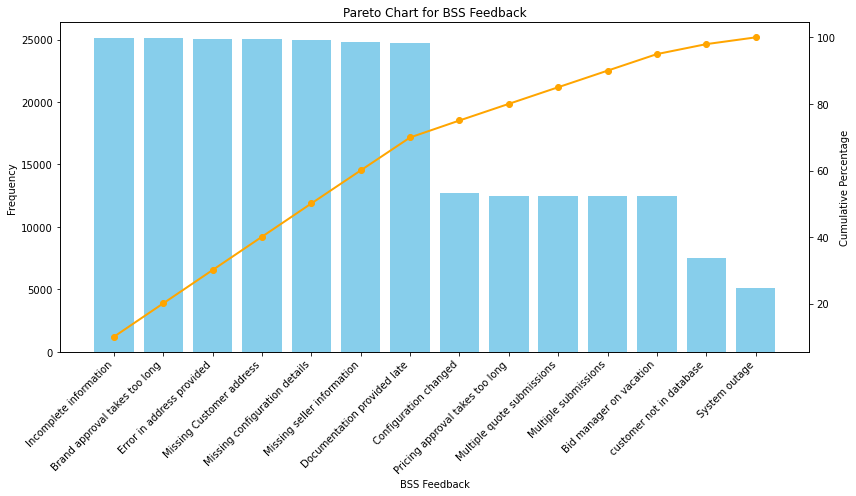 Pareto Chart for BSS Feedback
25000
20000
15000
10000
5000
0
Frequency
100
80
60
40
20
Cumulative Percentage
Incomplete information
Brand approval takes too long
Error in address provided
Missing Customer address
Missing configuration details
Missing seller information
Documentation provided late
Configuration changed
Pricing approval takes too long
Multiple quote submissions
Multiple submissions
Bid manager on vacation
customer not in database
System outage
BSS Feedback